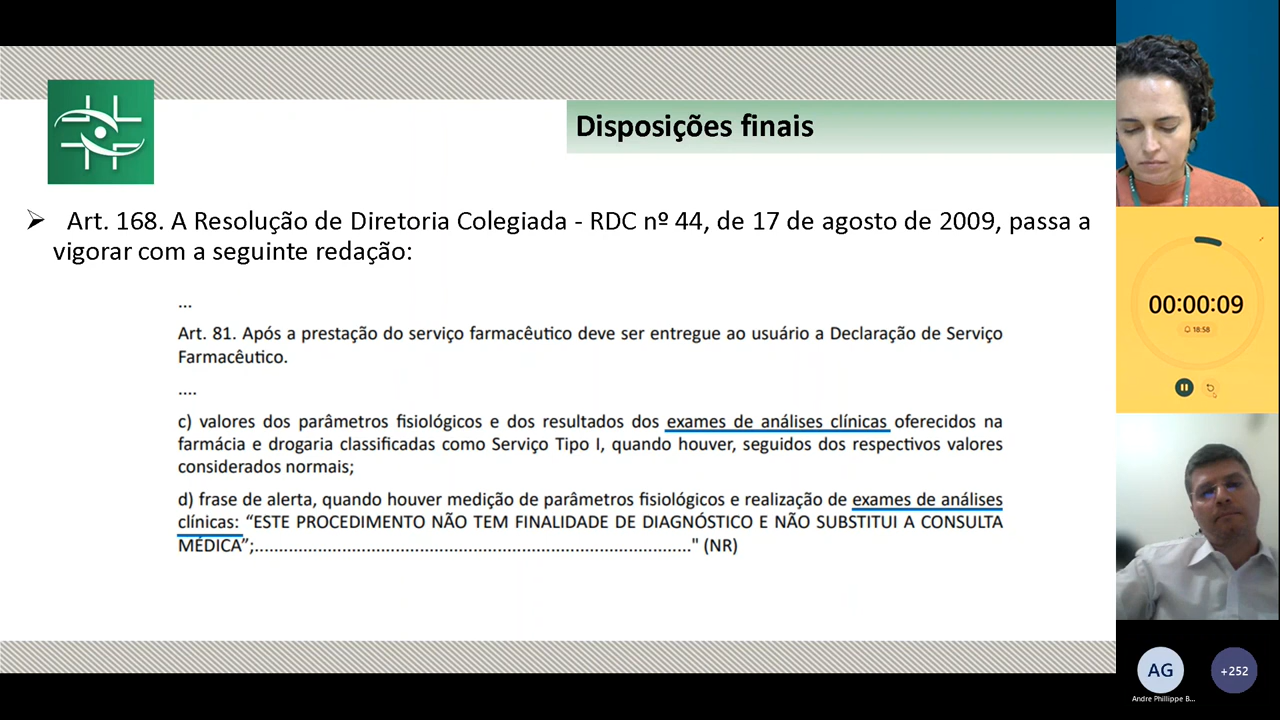 Disposições finais
Art. 168. A Resolução de Diretoria Colegiada - RDC nº 44, de 17 de agosto de 2009, passa a
vigorar com a seguinte redação:
...
Art. 81. Após a prestação do serviço farmacêutico deve ser entregue ao usuário a Declaração de Serviço
Farmacêutico.
....
c) valores dos parâmetros fisiológicos e dos resultados dos exames de análises clínicas oferecidos na
farmácia e drogaria classificadas como Serviço Tipo I, quando houver, seguidos dos respectivos valores
considerados normais;
d) frase de alerta, quando houver medição de parâmetros fisiológicos e realização de exames de análises
clínicas: “ESTE PROCEDIMENTO NÃO TEM FINALIDADE DE DIAGNÓSTICO E NÃO SUBSTITUI A CONSULTA
MÉDICA”;................................................................................" (NR)
00:00:09
18:58
AG
+252
Andre Phillippe B...